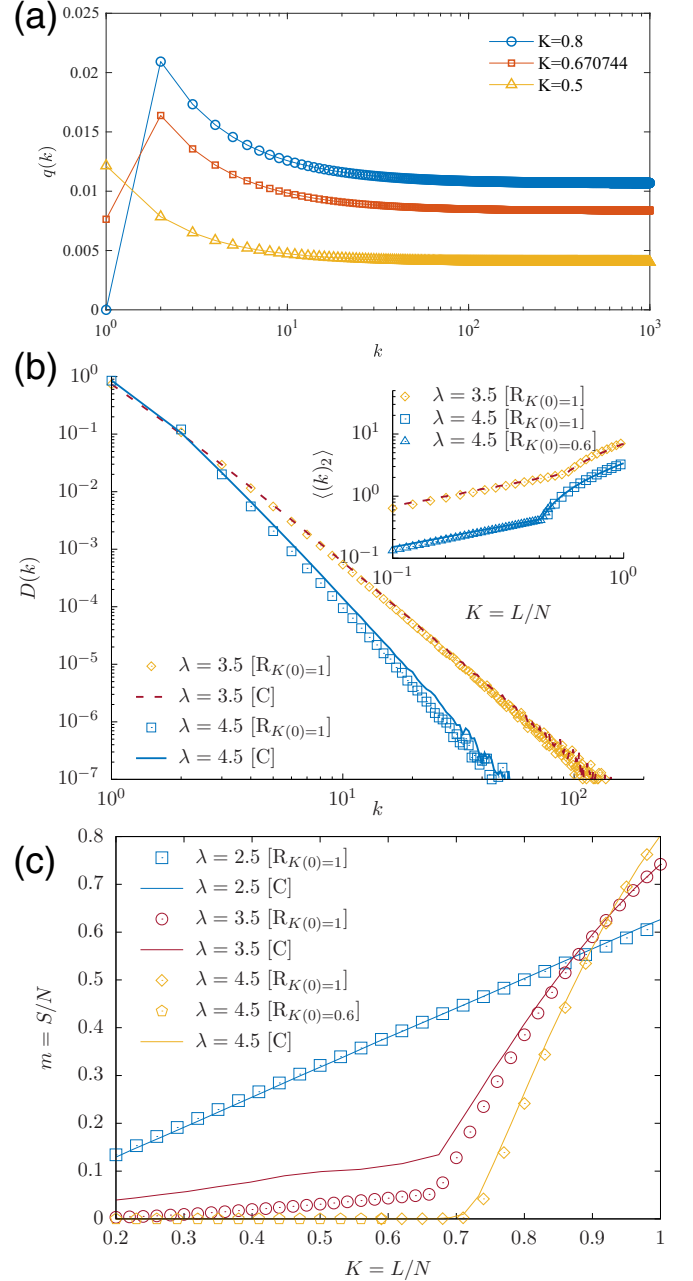 (a)
0.025
0.02
0.015
0.01
0.005
0
q(k)
K=0.8
K=0.670744
K=0.5
10^0
10^1
10^2
10^3
k
(b)
10^0
10^-1
10^-2
10^-3
10^-4
10^-5
10^-6
10^-7
D(k)
λ = 3.5 [R_{K(0)=1}]
λ = 4.5 [R_{K(0)=1}]
λ = 4.5 [R_{K(0)=0.6}]
10^1
10^0
10^-1
⟨(k)_2⟩
10^-1
10^0
K = L/N
λ = 3.5 [R_{K(0)=1}]
λ = 3.5 [C]
λ = 4.5 [R_{K(0)=1}]
λ = 4.5 [C]
10^0
10^1
10^2
k
(c)
0.8
0.7
0.6
0.5
0.4
0.3
0.2
0.1
0
m = S/N
λ = 2.5 [R_{K(0)=1}]
λ = 2.5 [C]
λ = 3.5 [R_{K(0)=1}]
λ = 3.5 [C]
λ = 4.5 [R_{K(0)=1}]
λ = 4.5 [R_{K(0)=0.6}]
λ = 4.5 [C]
0.2
0.3
0.4
0.5
0.6
0.7
0.8
0.9
1
K = L/N